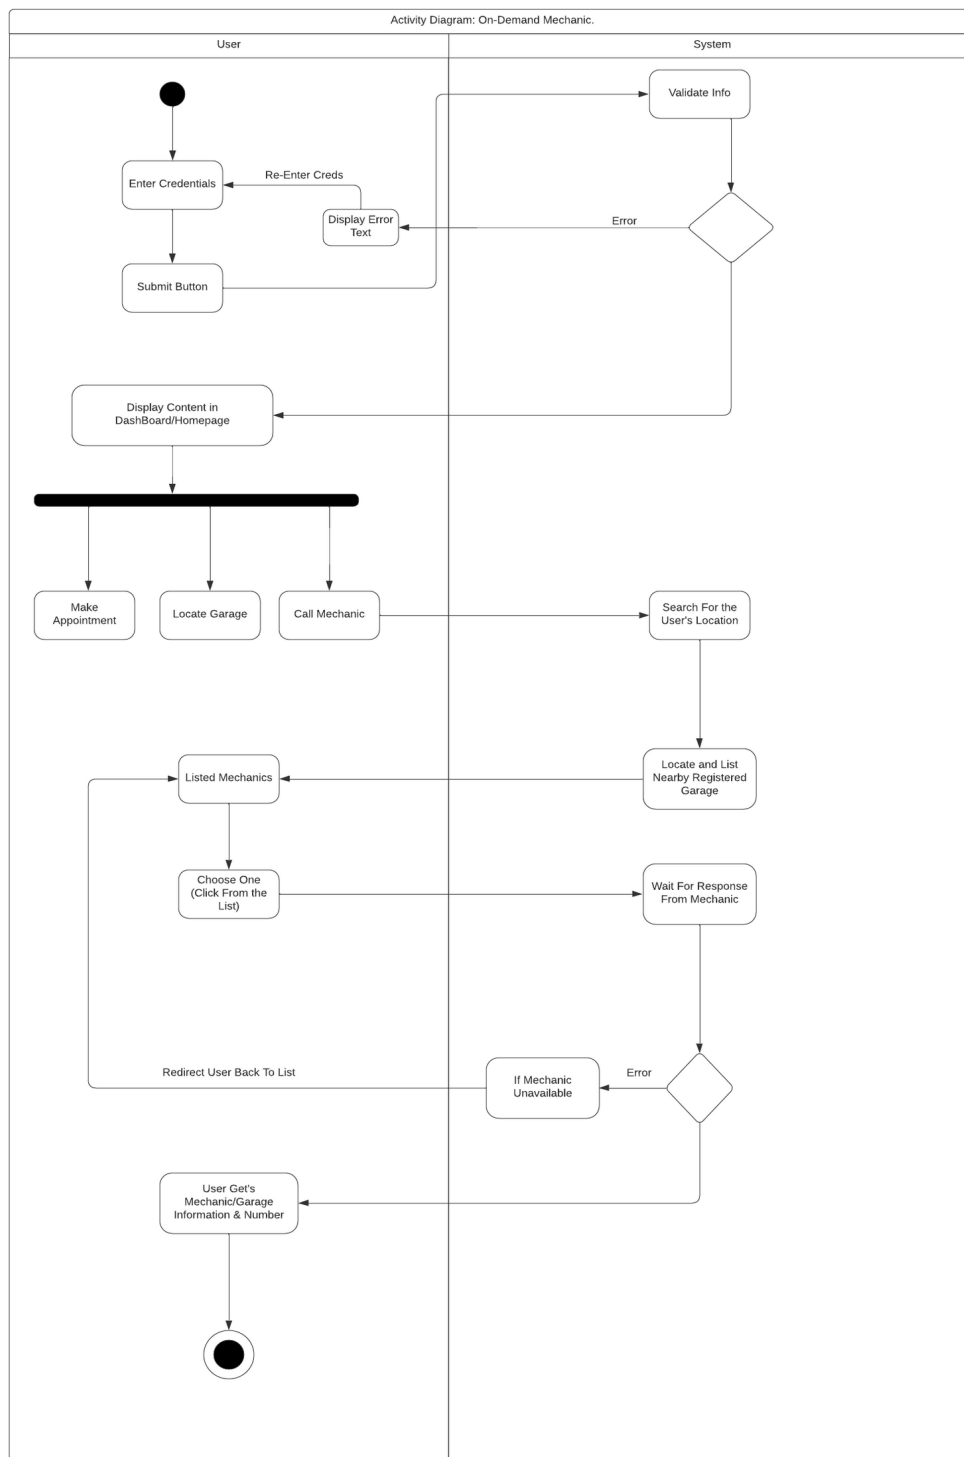 Activity Diagram: On-Demand Mechanic.
User
System
Validate Info
Enter Credentials
Re-Enter Creds
Display Error
Text
Error
Submit Button
Display Content in
DashBoard/Homepage
Make
Appointment
Locate Garage
Call Mechanic
Search For the
User's Location
Listed Mechanics
Locate and List
Nearby Registered
Garage
Choose One
(Click From the
List)
Wait For Response
From Mechanic
Redirect User Back To List
If Mechanic
Unavailable
Error
User Get's
Mechanic/Garage
Information & Number